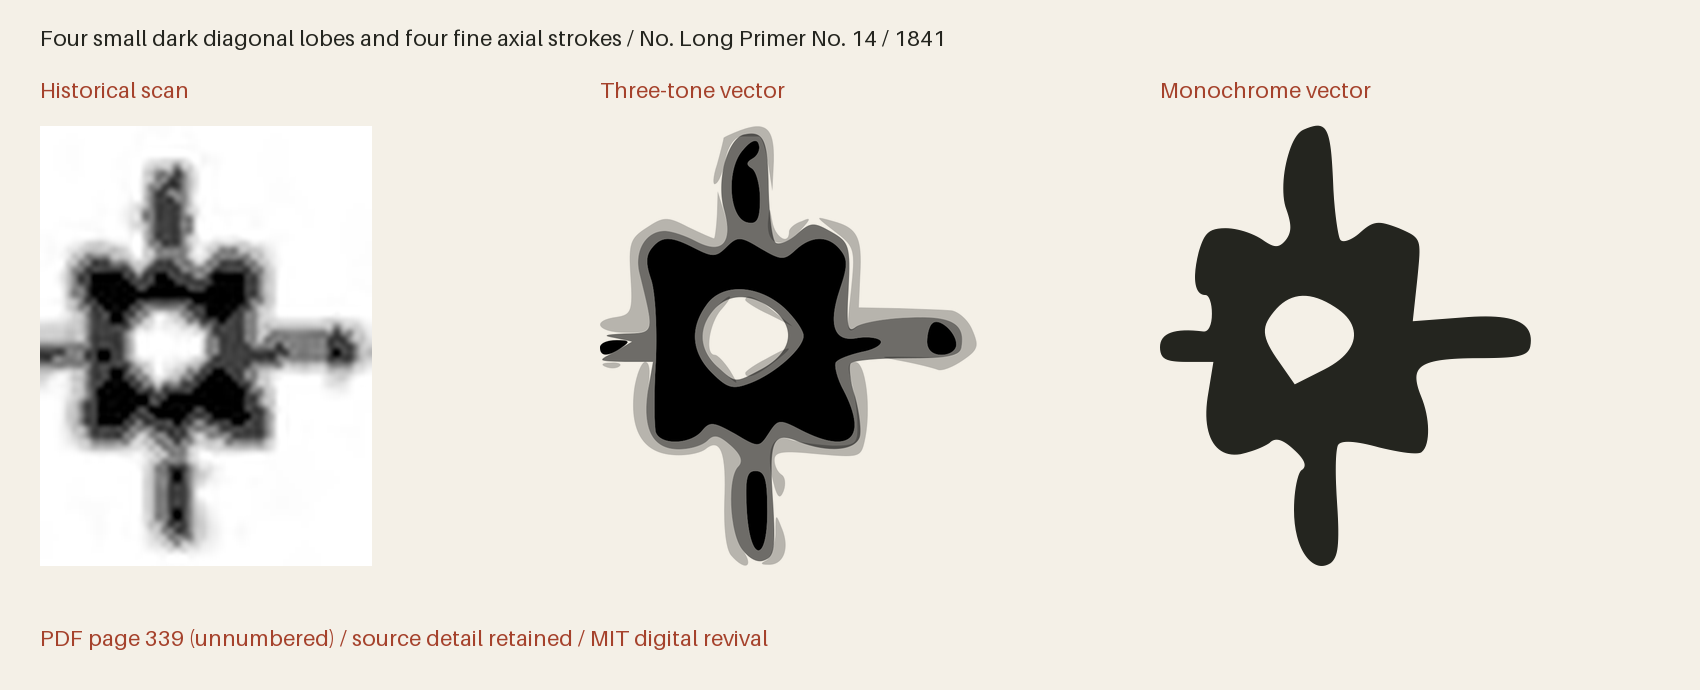 Four small dark diagonal lobes and four fine axial strokes / No. Long Primer No. 14 / 1841
Historical scan
Three-tone vector
Monochrome vector
PDF page 339 (unnumbered) / source detail retained / MIT digital revival